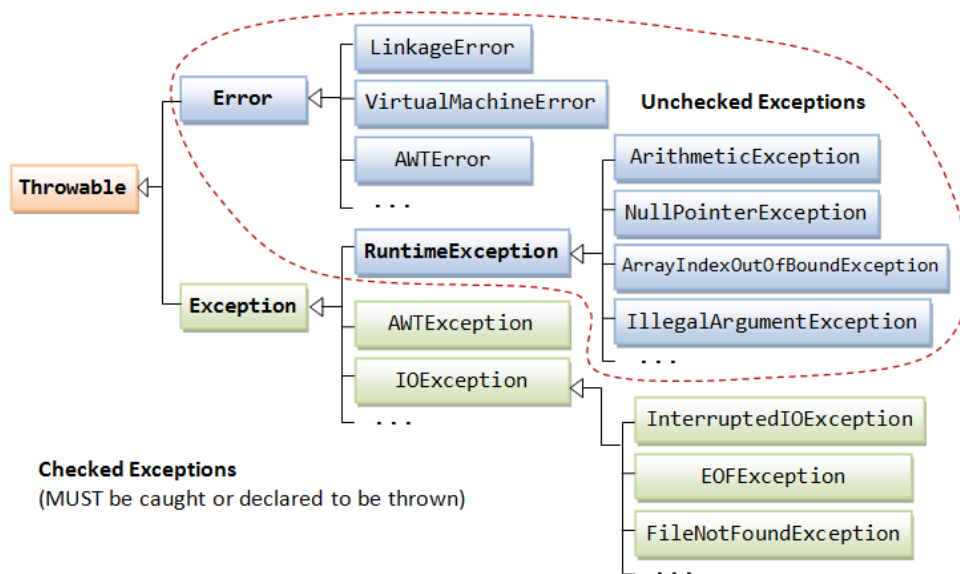 LinkageError
Error
VirtualMachineError
Unchecked Exceptions
AWTError
ArithmeticException
Throwable
...
NullPointerException
RuntimeException
ArrayIndexOutOfBoundException
Exception
AWTException
IllegalArgumentException
...
IOException
...
InterruptedIOException
Checked Exceptions
(MUST be caught or declared to be thrown)
EOFException
FileNotFoundException
...